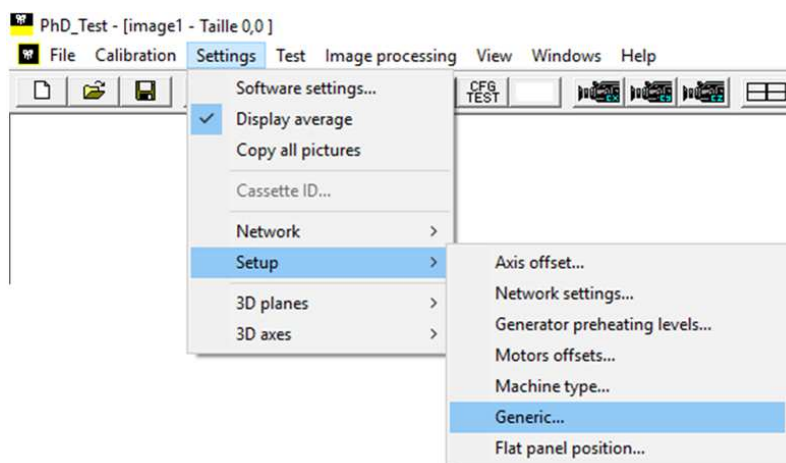 PhD_Test - [image1 - Taille 0,0 ]
File Calibration Settings Test Image processing View Windows Help
CFG
TEST
Software settings...
Display average
Copy all pictures
Cassette ID...
Network
Setup
3D planes
3D axes
Axis offset...
Network settings...
Generator preheating levels...
Motors offsets...
Machine type...
Generic...
Flat panel position...